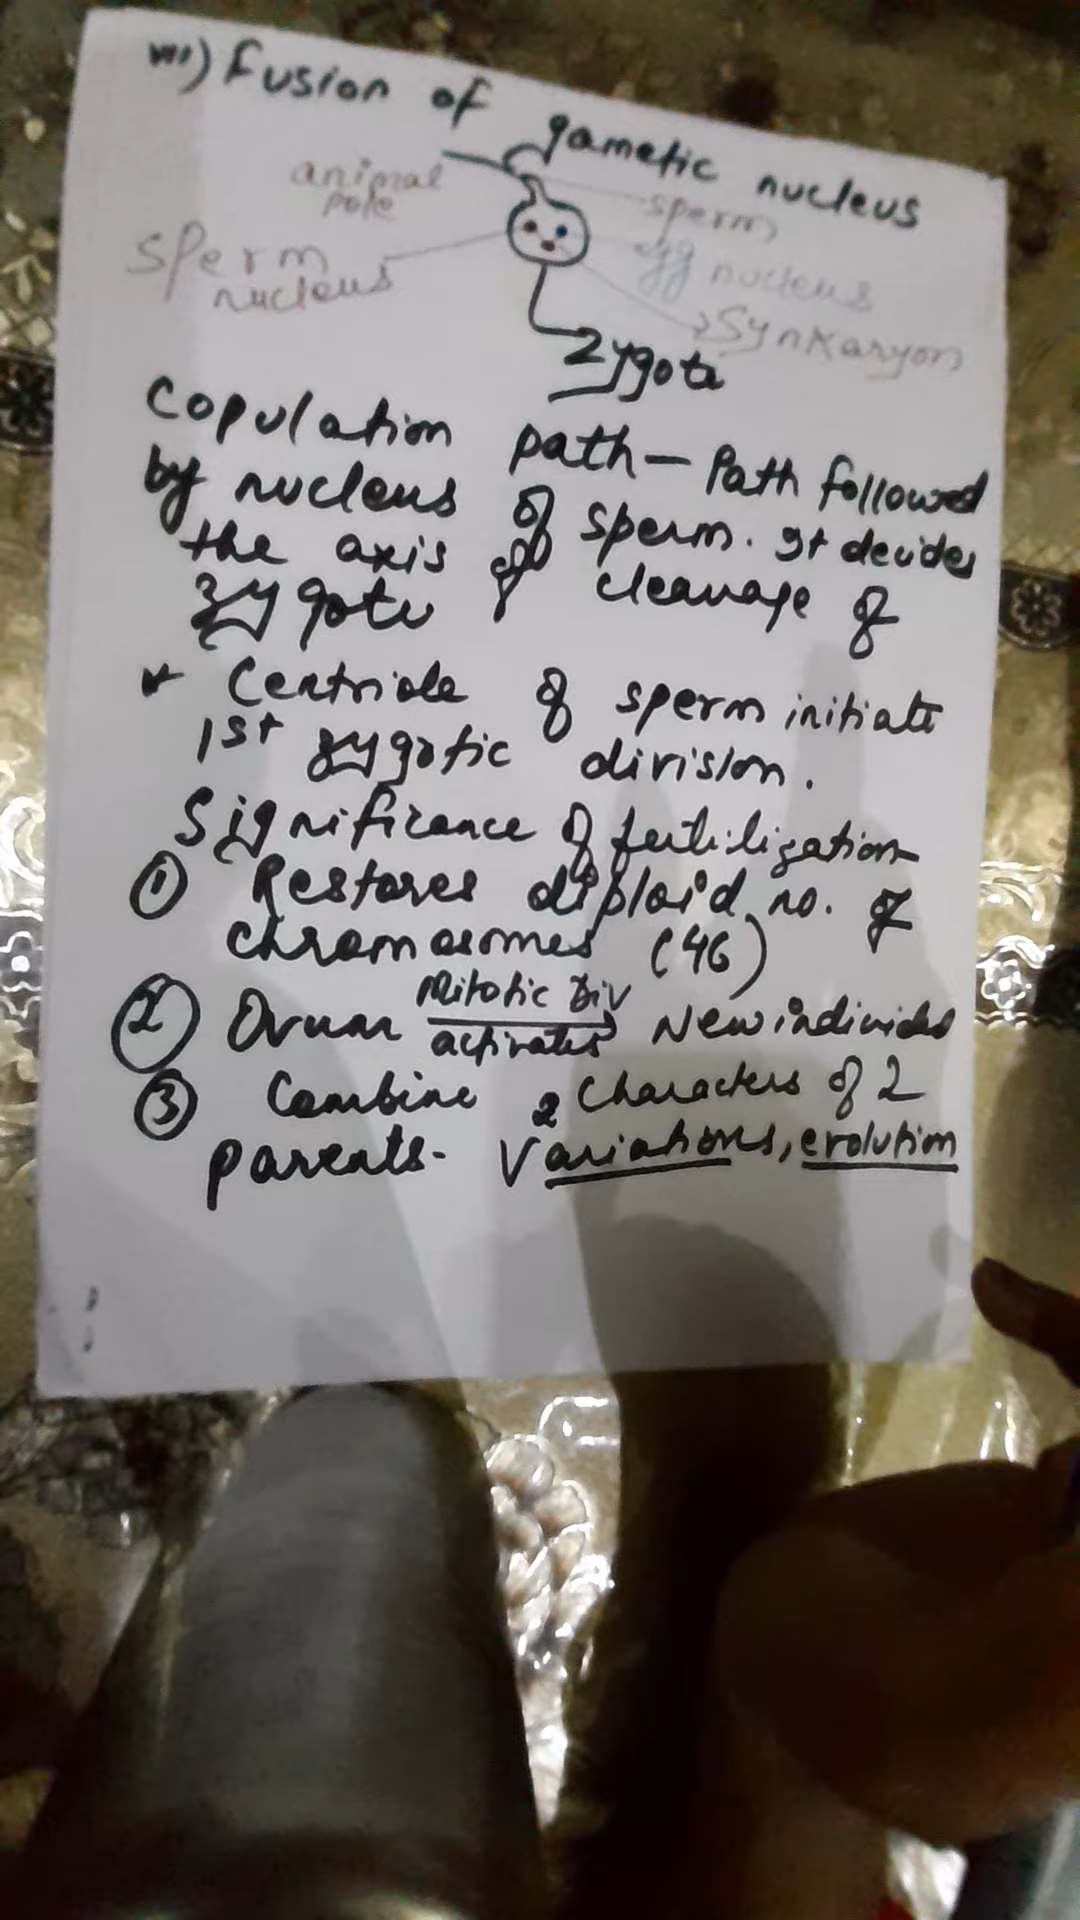 vii) Fusion of gametic nucleus
animal pole
sperm
Sperm nucleus
egg nucleus
Synkaryon
Zygote
Copulation path - Path followed
by nucleus of sperm. It decides
the axis of cleavage of
zygote
* Centriole of sperm initiate
1st zygotic division.
Significance of fertilization
① Restores diploid no. of
chromosomes (46)
② Ovum Mitotic Div activates New individual
③ Combine 2 characters of 2
parents. Variations, evolution